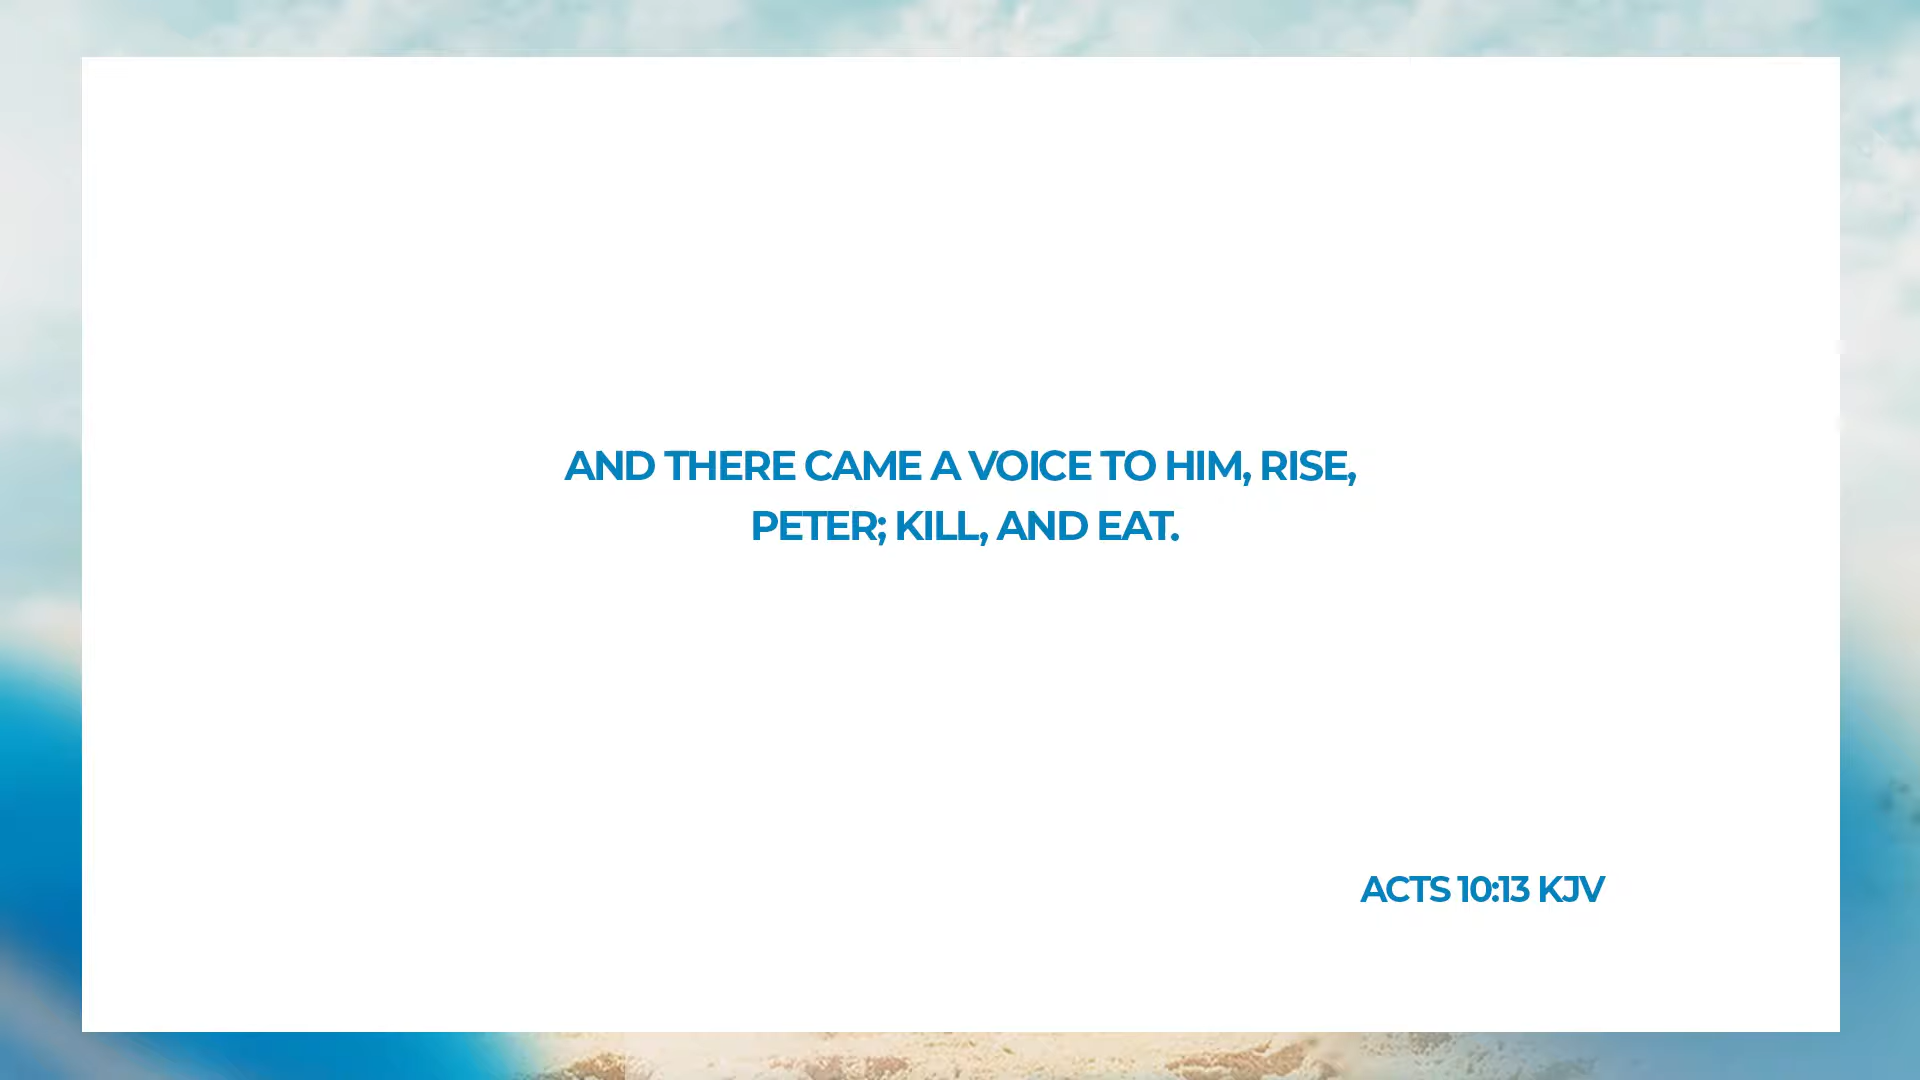 AND THERE CAME A VOICE TO HIM, RISE,
PETER; KILL, AND EAT.
ACTS 10:13 KJV